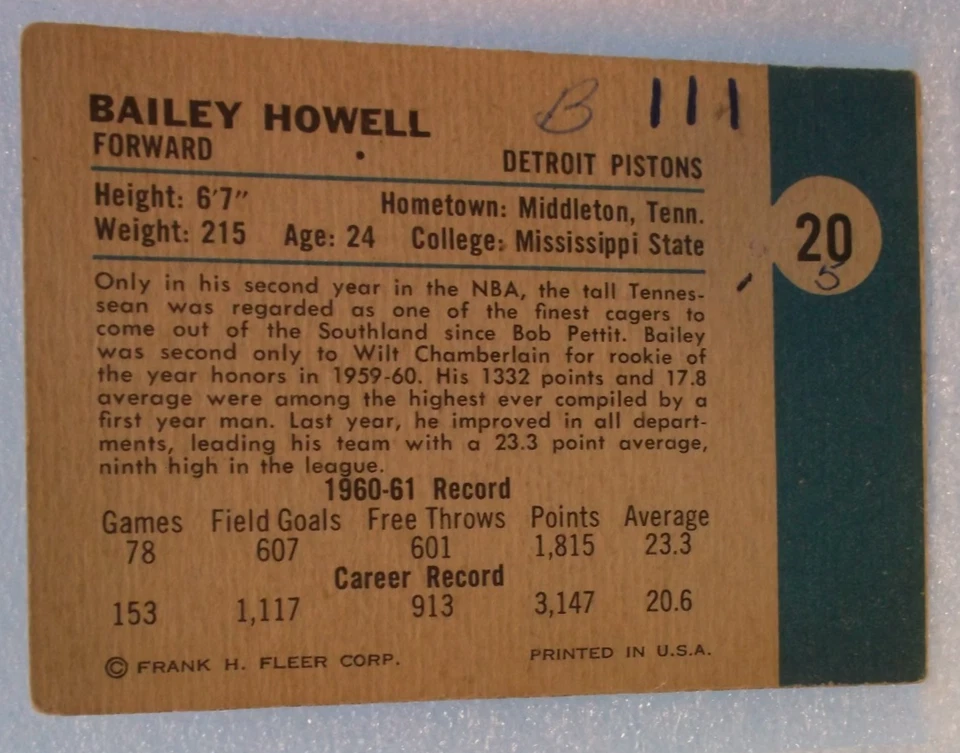 B 111
BAILEY HOWELL
FORWARD • DETROIT PISTONS
Height: 6'7" Hometown: Middleton, Tenn.
Weight: 215 Age: 24 College: Mississippi State
20
5
Only in his second year in the NBA, the tall Tennes-
sean was regarded as one of the finest cagers to
come out of the Southland since Bob Pettit. Bailey
was second only to Wilt Chamberlain for rookie of
the year honors in 1959-60. His 1332 points and 17.8
average were among the highest ever compiled by a
first year man. Last year, he improved in all depart-
ments, leading his team with a 23.3 point average,
ninth high in the league.
1960-61 Record
Games Field Goals Free Throws Points Average
78 607 601 1,815 23.3
Career Record
153 1,117 913 3,147 20.6
© FRANK H. FLEER CORP. PRINTED IN U.S.A.